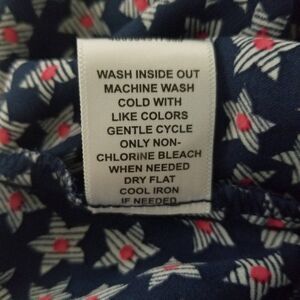 WASH INSIDE OUT
MACHINE WASH
COLD WITH
LIKE COLORS
GENTLE CYCLE
ONLY NON-
CHLORINE BLEACH
WHEN NEEDED
DRY FLAT
COOL IRON
IF NEEDED